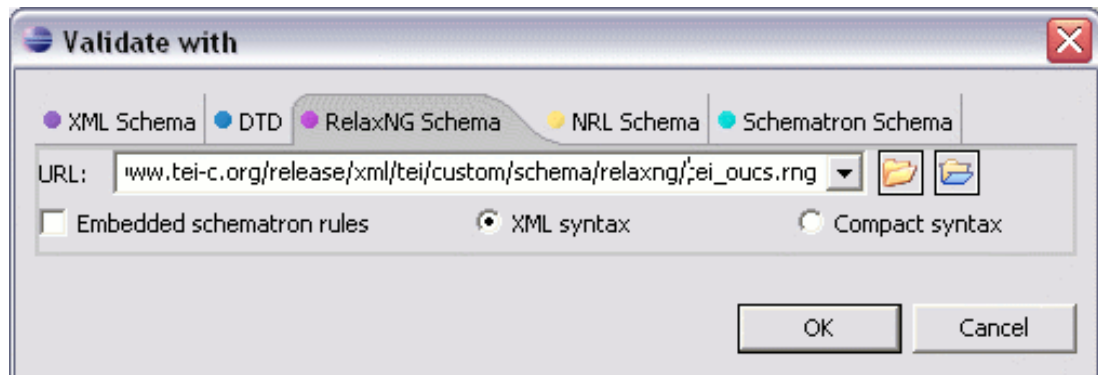 Validate with
XML Schema DTD RelaxNG Schema NRL Schema Schematron Schema
URL: www.tei-c.org/release/xml/tei/custom/schema/relaxng/tei_oucs.rng
Embedded schematron rules XML syntax Compact syntax
OK Cancel